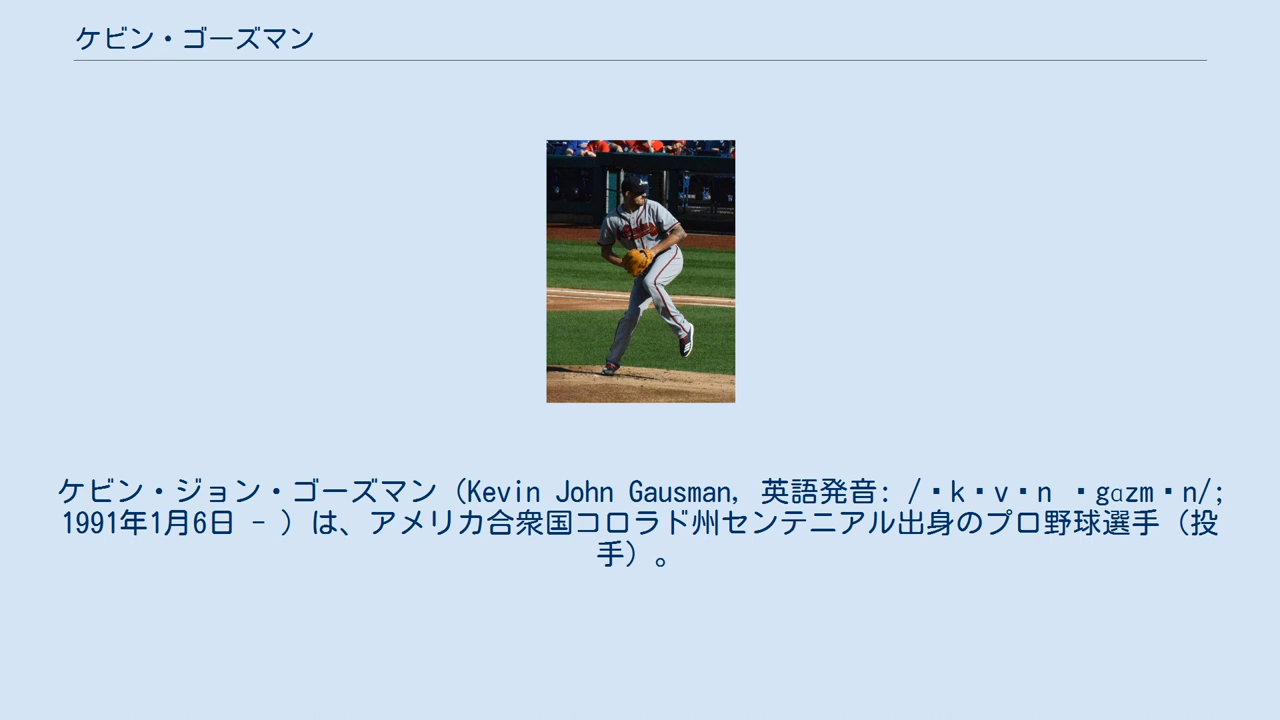 ケビン・ゴーズマン
ケビン・ジョン・ゴーズマン（Kevin John Gausman, 英語発音: /･k･v･n ･gɑzm･n/;
1991年1月6日 - ）は、アメリカ合衆国コロラド州センテニアル出身のプロ野球選手（投
手）。